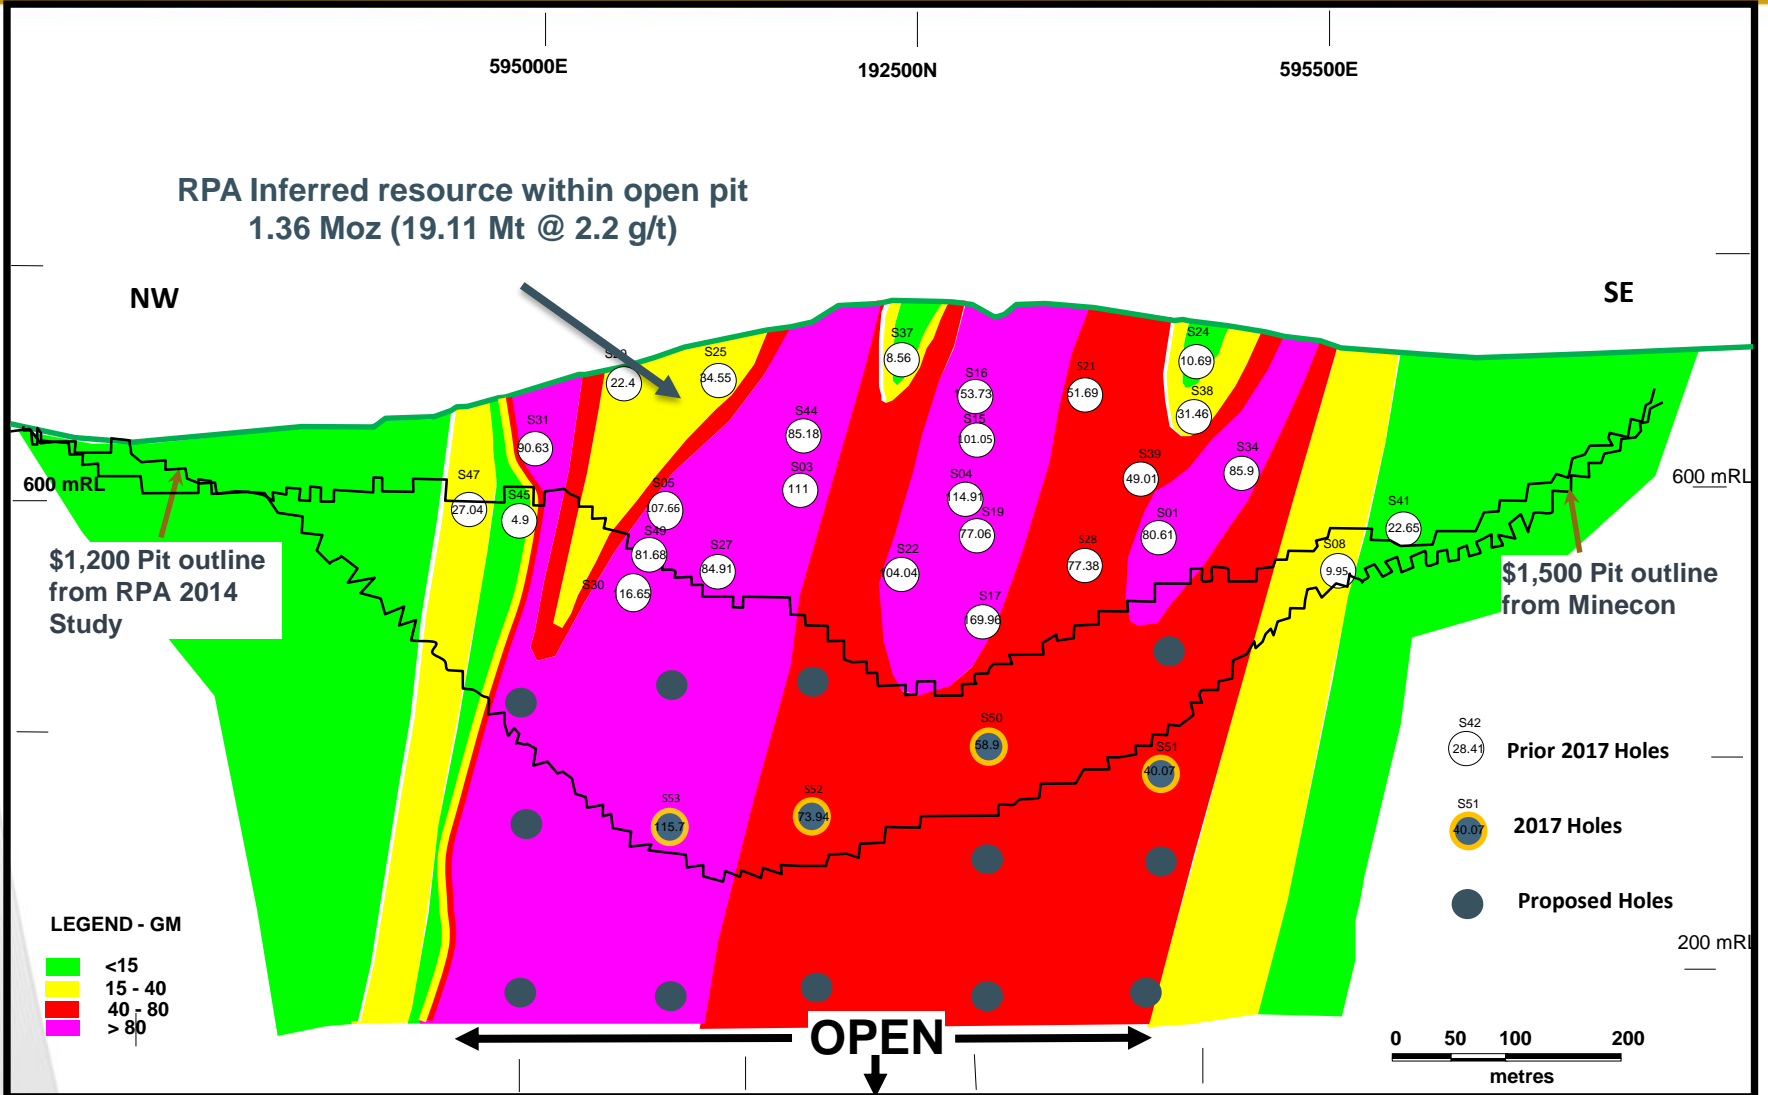 595000E
192500N
595500E
RPA Inferred resource within open pit
1.36 Moz (19.11 Mt @ 2.2 g/t)
NW
SE
S37
8.56
S24
10.69
S25
34.55
22.4
S16
153.73
S21
51.69
S38
31.46
S31
90.63
S44
85.18
S15
101.05
S39
49.01
S34
85.9
S47
27.04
S45
4.9
S05
107.66
S03
111
S04
114.91
S19
77.06
S01
80.61
S41
22.65
600 mRL
600 mRL
S49
81.68
S27
84.91
S22
104.04
S28
77.38
S08
9.95
S30
116.65
S17
169.96
$1,200 Pit outline
from RPA 2014
Study
$1,500 Pit outline
from Minecon
S50
58.9
S51
40.07
S53
115.7
S52
73.94
S42
28.41
Prior 2017 Holes
S51
40.07
2017 Holes
Proposed Holes
LEGEND - GM
<15
15 - 40
40 - 80
> 80
200 mRL
OPEN
0 50 100 200
metres